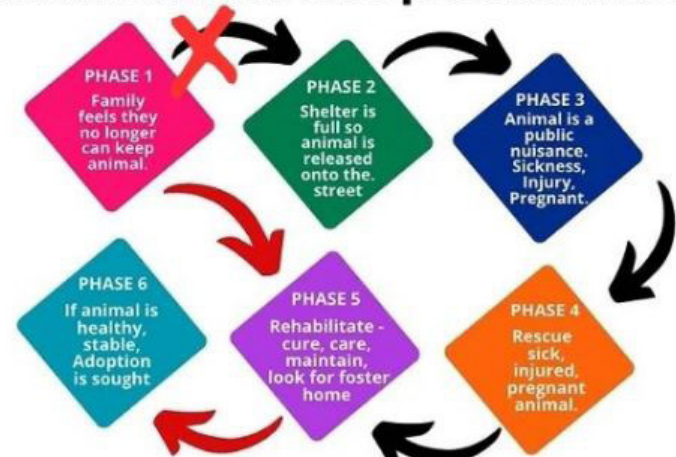 PHASE 1
Family
feels they
no longer
can keep
animal.
PHASE 2
Shelter is
full so
animal is
released
onto the.
street
PHASE 3
Animal is a
public
nuisance.
Sickness,
Injury,
Pregnant.
PHASE 4
Rescue
sick,
injured,
pregnant
animal.
PHASE 5
Rehabilitate -
cure, care,
maintain,
look for foster
home
PHASE 6
If animal is
healthy,
stable,
Adoption
is sought